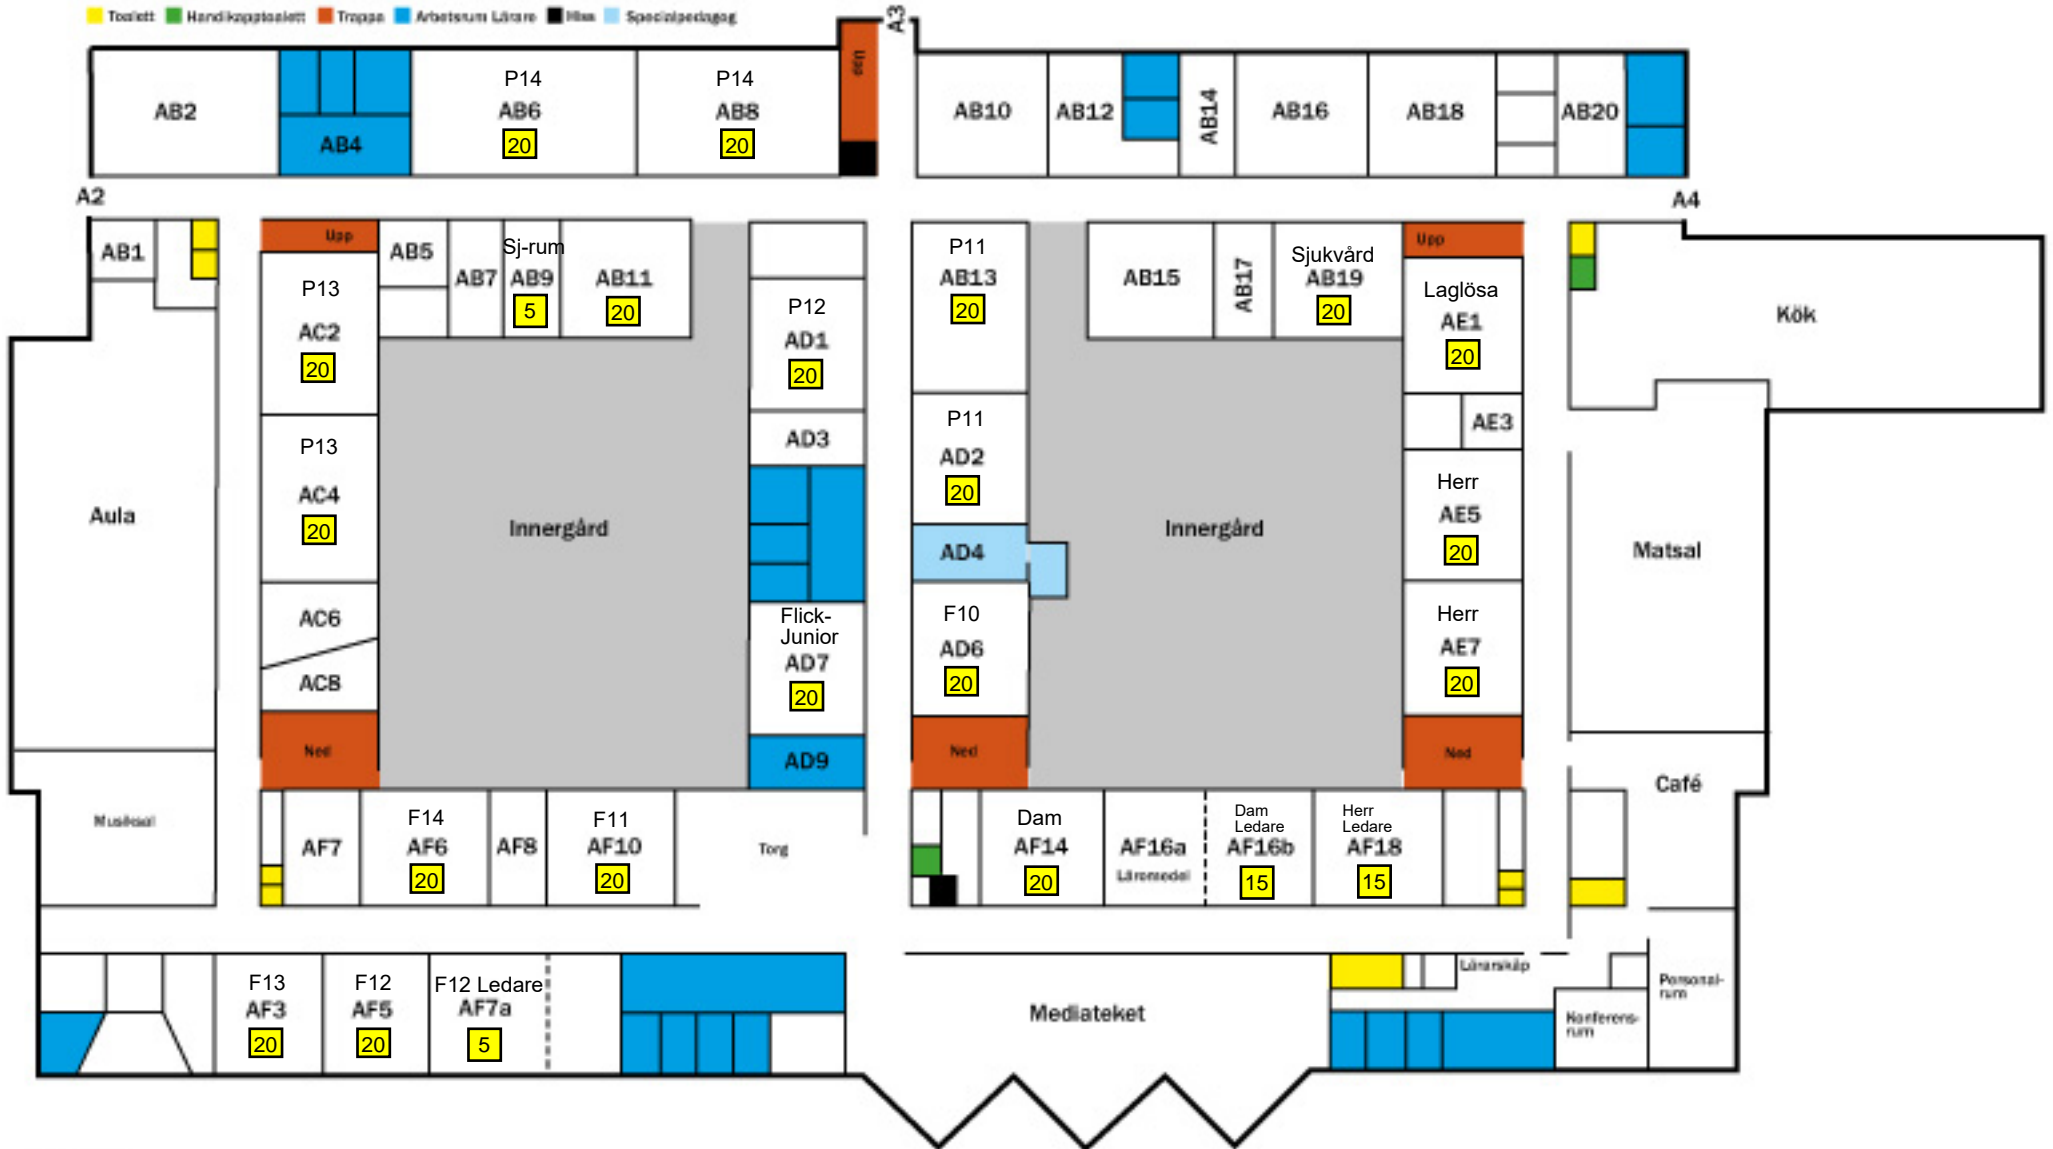 Toalett Handikapptoalett Trappa Arbetsrum Lärare Hiss Specialpedagog
A3
Upp
AB2
AB4
P14
AB6
20
P14
AB8
20
AB10
AB12
AB14
AB16
AB18
AB20
A2
A4
AB1
Upp
AB5
AB7
Sj-rum
AB9
5
AB11
20
P13
AC2
20
P12
AD1
20
P11
AB13
20
AB15
AB17
Sjukvård
AB19
20
Upp
Laglösa
AE1
20
Kök
P13
AC4
20
AD3
P11
AD2
20
AE3
Aula
Innergård
AD4
Innergård
Herr
AE5
20
Matsal
AC6
AC8
Flick-
Junior
AD7
20
F10
AD6
20
Herr
AE7
20
Ned
AD9
Ned
Ned
Café
Musiksal
AF7
F14
AF6
20
AF8
F11
AF10
20
Torg
Dam
AF14
20
AF16a
Läromedel
Dam
Ledare
AF16b
15
Herr
Ledare
AF18
15
F13
AF3
20
F12
AF5
20
F12 Ledare
AF7a
5
Mediateket
Lärarskåp
Konferens-
rum
Personal-
rum